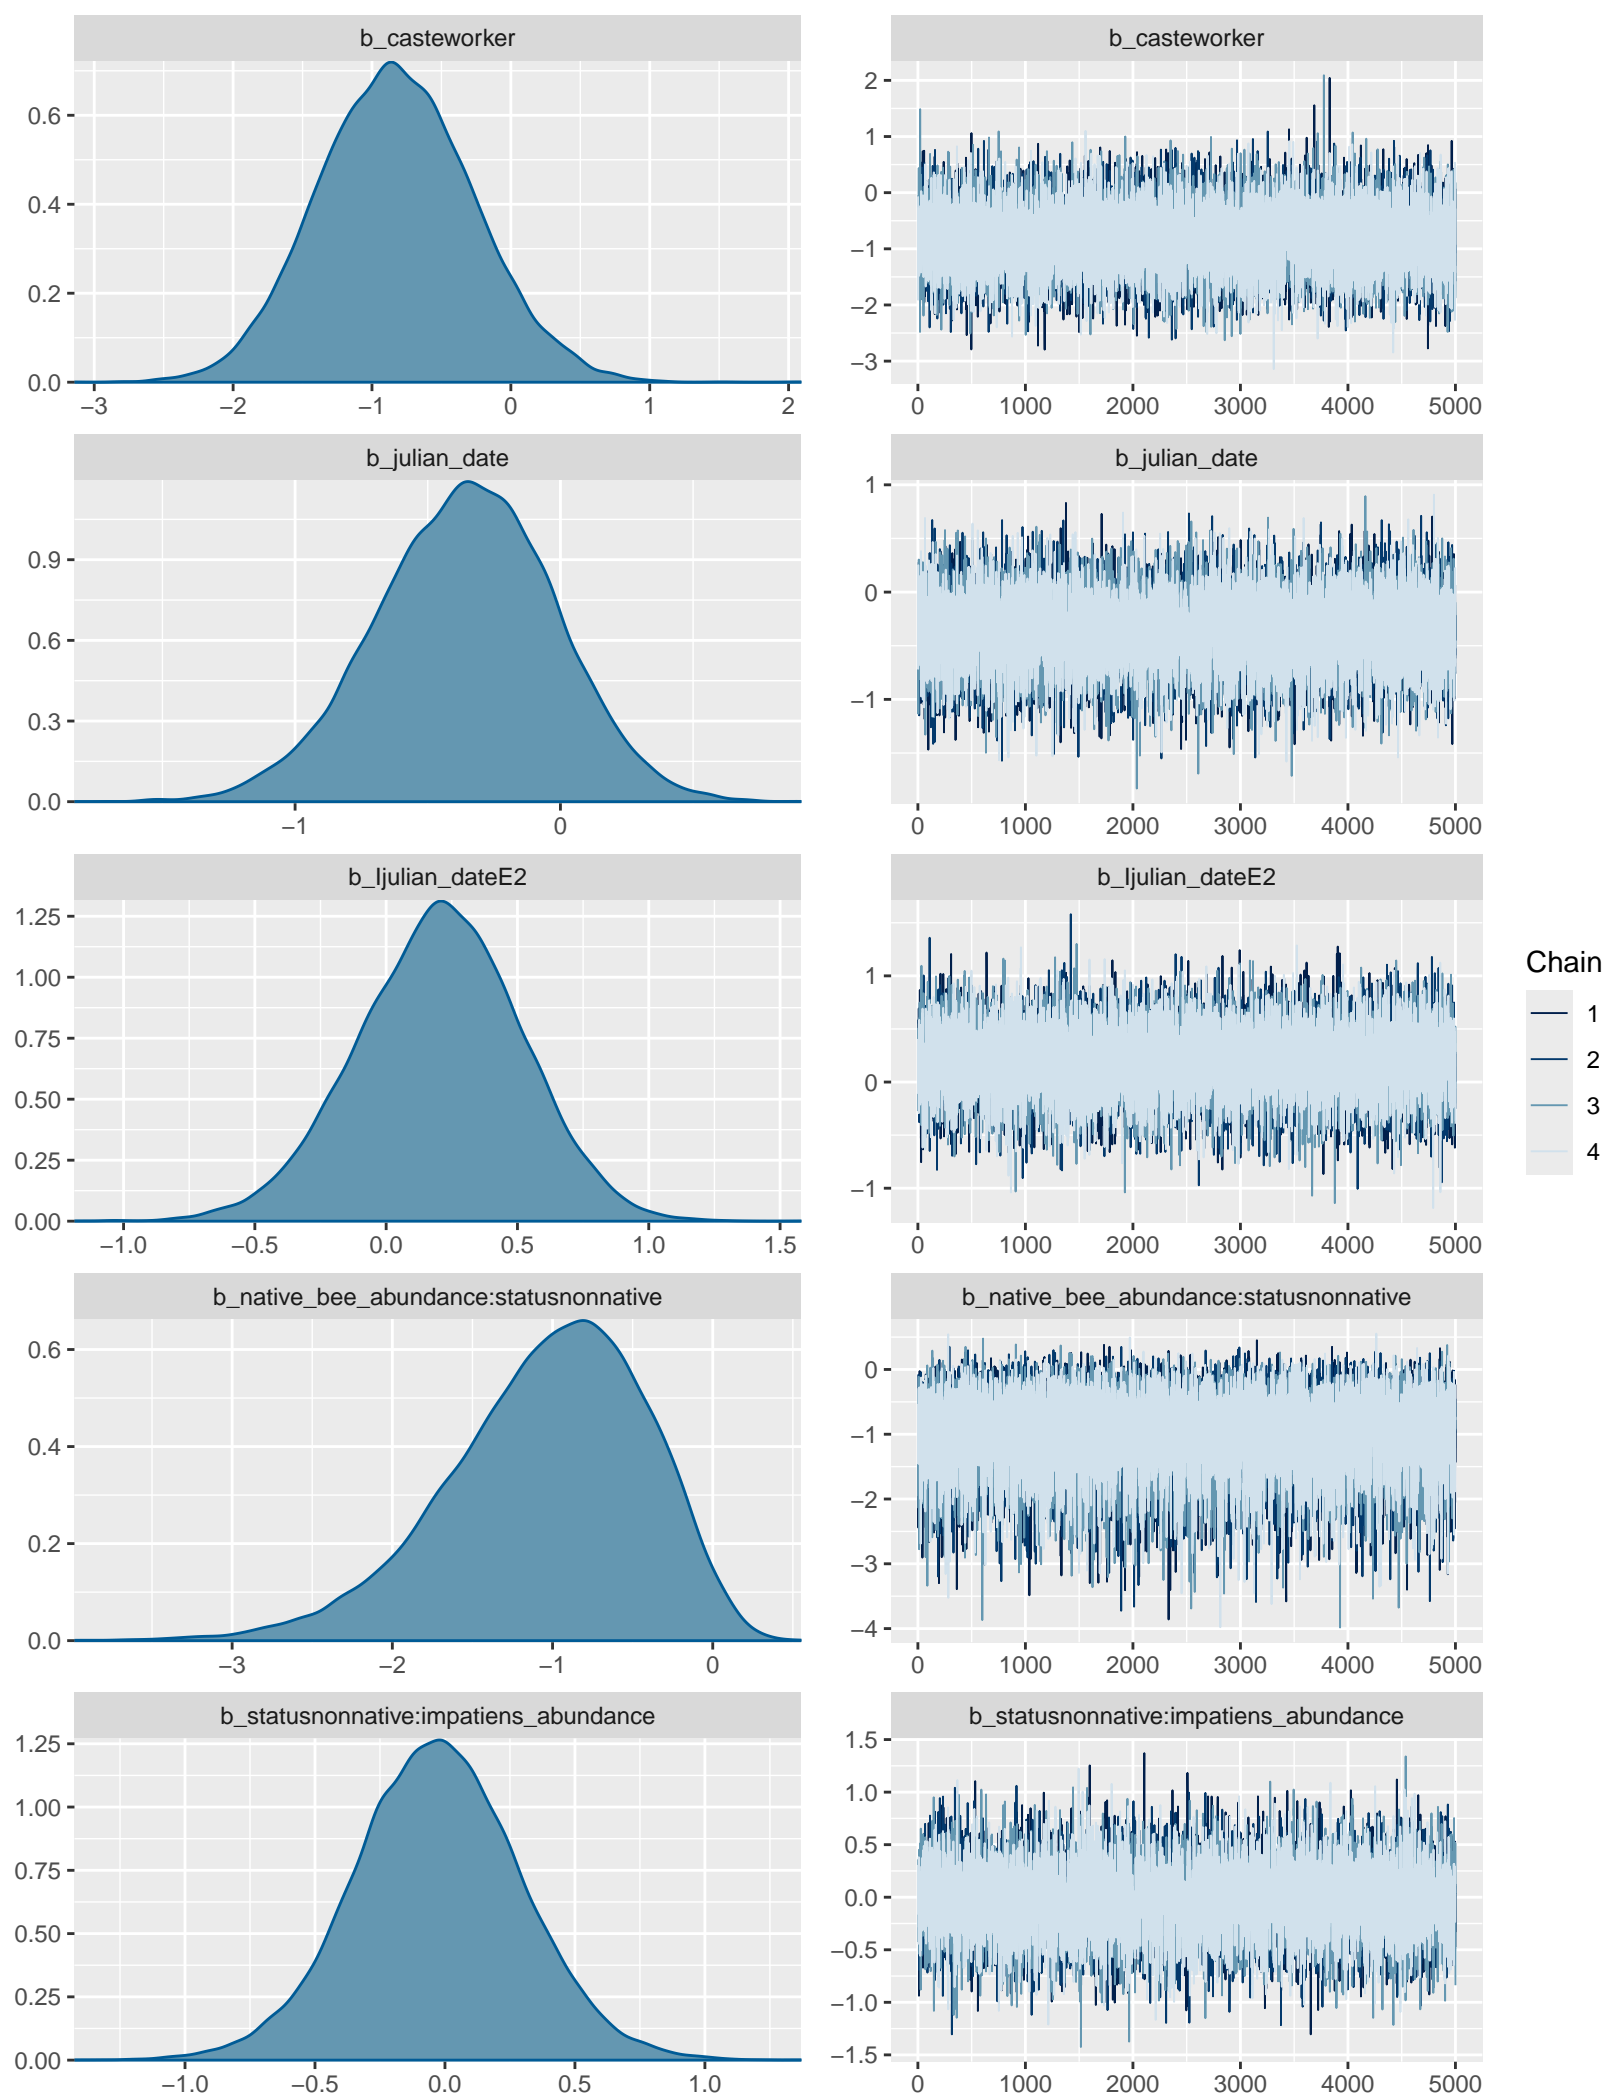 b_casteworker
0.6
0.4
0.2
0.0
−3 −2 −1 0 1 2
b_casteworker
2
1
0
−1
−2
−3
0 1000 2000 3000 4000 5000
b_julian_date
0.9
0.6
0.3
0.0
−1 0
b_julian_date
1
0
−1
0 1000 2000 3000 4000 5000
b_Ijulian_dateE2
1.25
1.00
0.75
0.50
0.25
0.00
−1.0 −0.5 0.0 0.5 1.0 1.5
b_Ijulian_dateE2
1
0
−1
0 1000 2000 3000 4000 5000
b_native_bee_abundance:statusnonnative
0.6
0.4
0.2
0.0
−3 −2 −1 0
b_native_bee_abundance:statusnonnative
0
−1
−2
−3
−4
0 1000 2000 3000 4000 5000
b_statusnonnative:impatiens_abundance
1.25
1.00
0.75
0.50
0.25
0.00
−1.0 −0.5 0.0 0.5 1.0
b_statusnonnative:impatiens_abundance
1.5
1.0
0.5
0.0
−0.5
−1.0
−1.5
0 1000 2000 3000 4000 5000
Chain
1
2
3
4